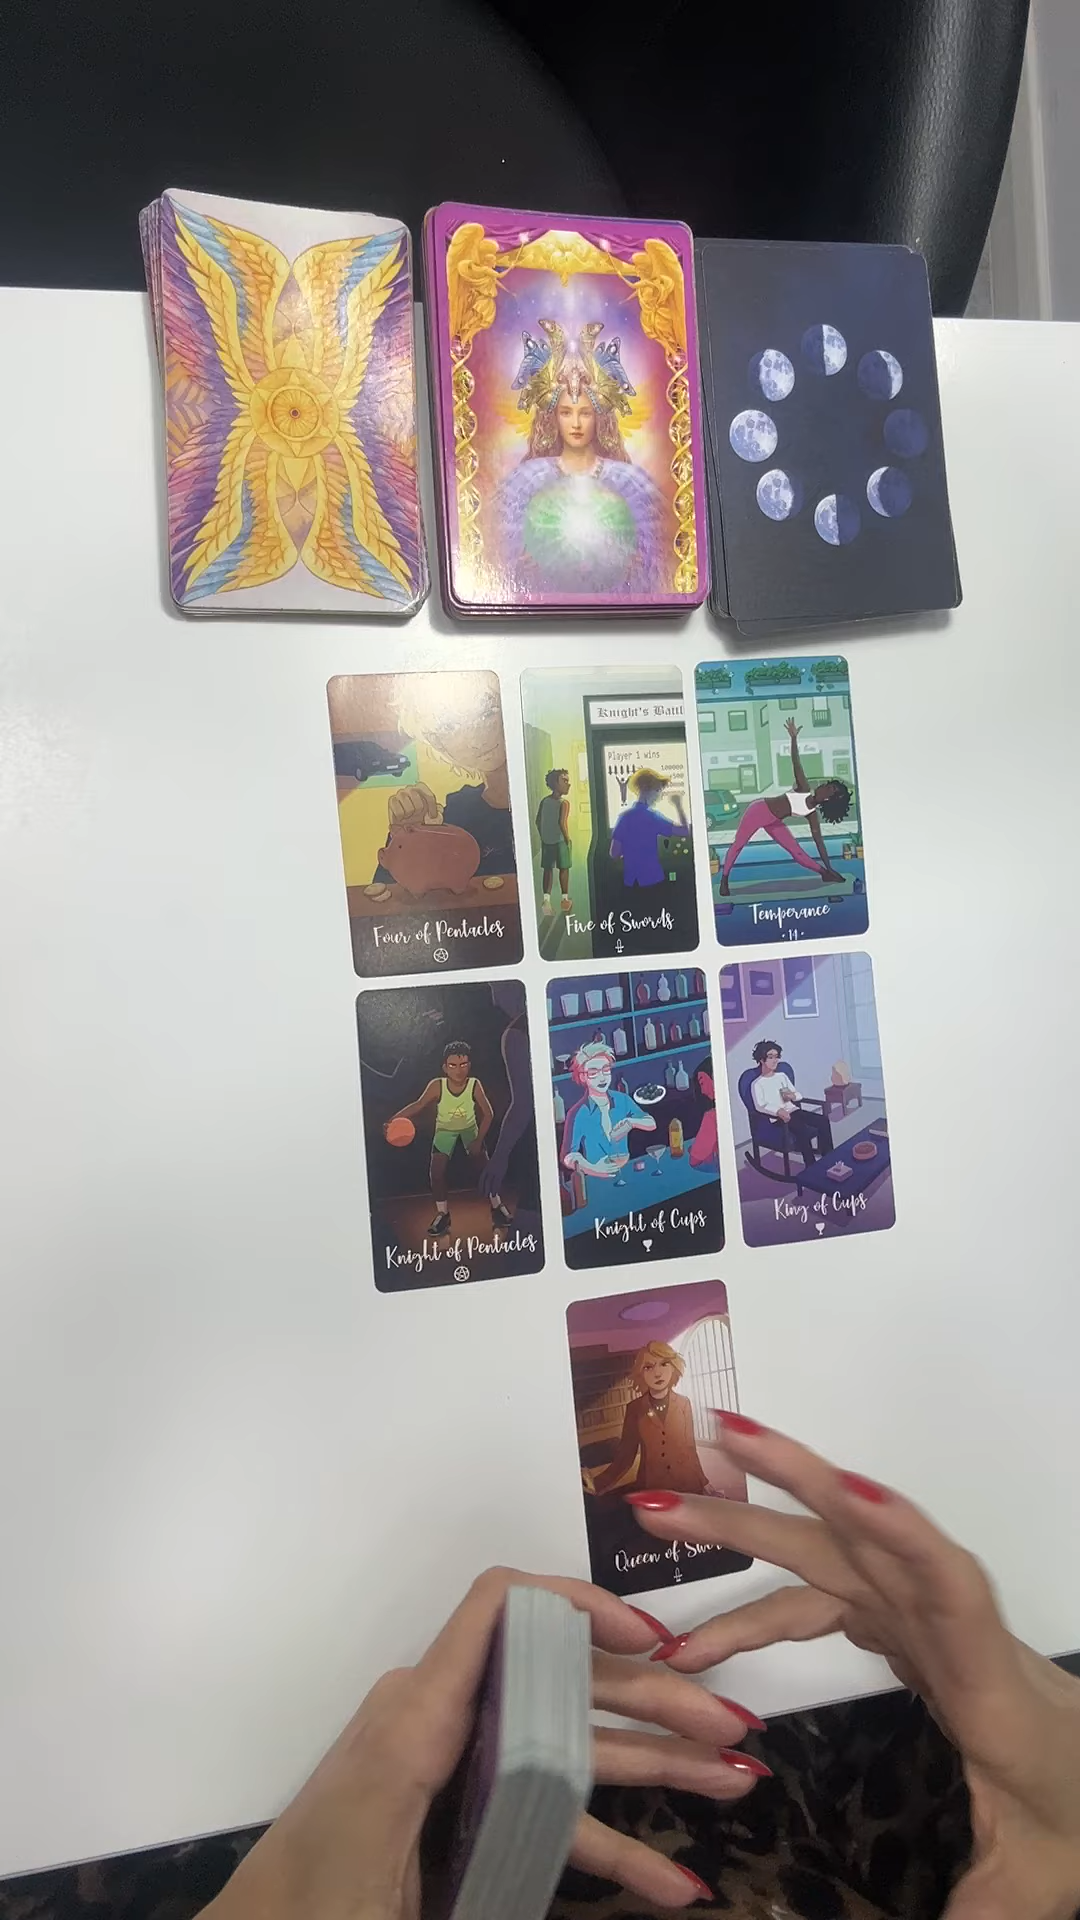 Knight's Battl
Player 1 wins
Four of Pentacles
Five of Swords
Temperance
• 14 •
Knight of Pentacles
Knight of Cups
King of Cups
Queen of Swor